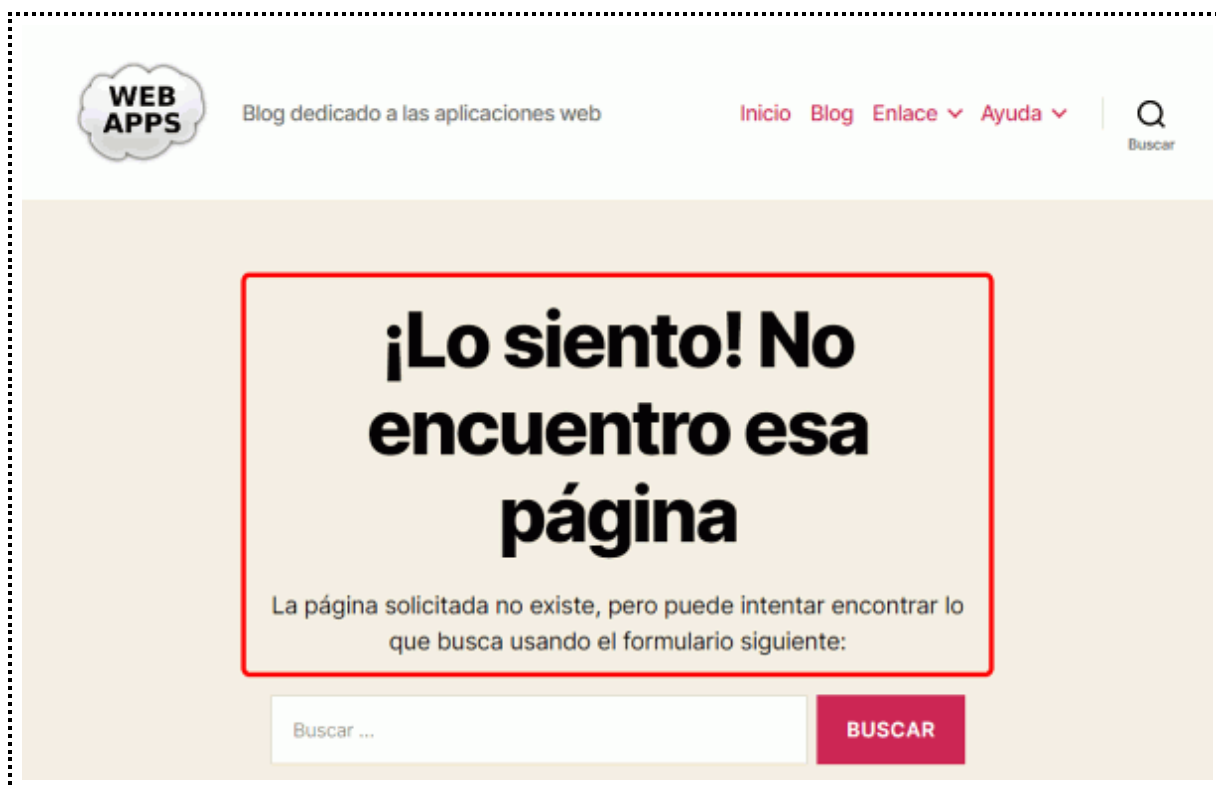 WEB
APPS
Blog dedicado a las aplicaciones web
Inicio Blog Enlace Ayuda
Buscar
¡Lo siento! No
encuentro esa
página
La página solicitada no existe, pero puede intentar encontrar lo
que busca usando el formulario siguiente:
Buscar ...
BUSCAR